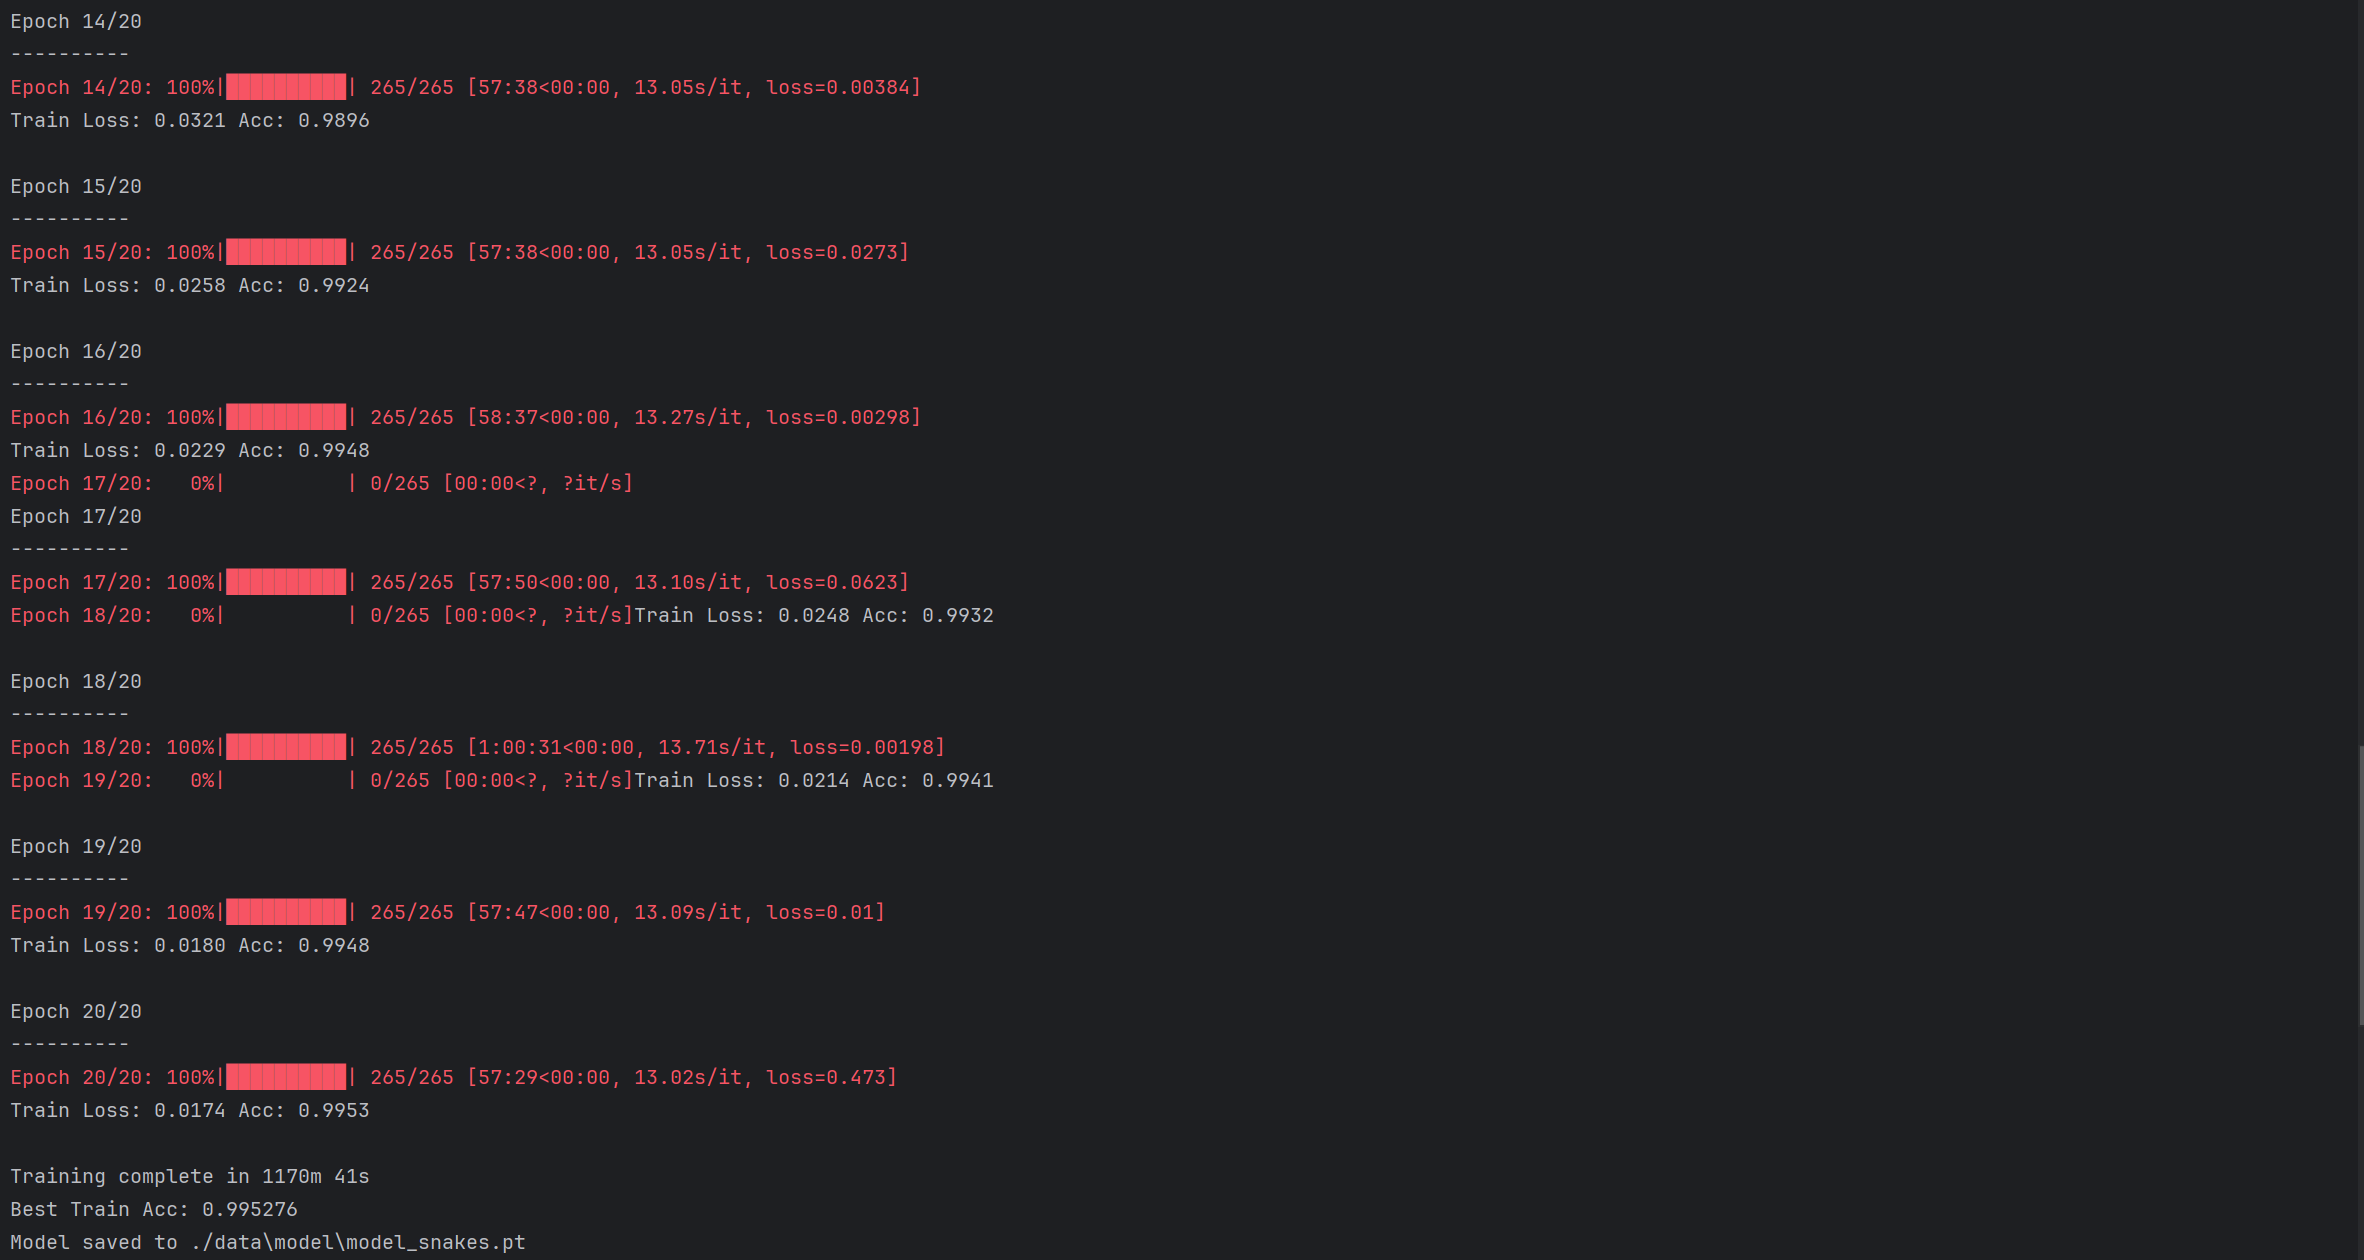 Epoch 14/20
----------
Epoch 14/20: 100%|██████████| 265/265 [57:38<00:00, 13.05s/it, loss=0.00384]
Train Loss: 0.0321 Acc: 0.9896
Epoch 15/20
----------
Epoch 15/20: 100%|██████████| 265/265 [57:38<00:00, 13.05s/it, loss=0.0273]
Train Loss: 0.0258 Acc: 0.9924
Epoch 16/20
----------
Epoch 16/20: 100%|██████████| 265/265 [58:37<00:00, 13.27s/it, loss=0.00298]
Train Loss: 0.0229 Acc: 0.9948
Epoch 17/20:   0%|          | 0/265 [00:00<?, ?it/s]
Epoch 17/20
----------
Epoch 17/20: 100%|██████████| 265/265 [57:50<00:00, 13.10s/it, loss=0.0623]
Epoch 18/20:   0%|          | 0/265 [00:00<?, ?it/s]Train Loss: 0.0248 Acc: 0.9932
Epoch 18/20
----------
Epoch 18/20: 100%|██████████| 265/265 [1:00:31<00:00, 13.71s/it, loss=0.00198]
Epoch 19/20:   0%|          | 0/265 [00:00<?, ?it/s]Train Loss: 0.0214 Acc: 0.9941
Epoch 19/20
----------
Epoch 19/20: 100%|██████████| 265/265 [57:47<00:00, 13.09s/it, loss=0.01]
Train Loss: 0.0180 Acc: 0.9948
Epoch 20/20
----------
Epoch 20/20: 100%|██████████| 265/265 [57:29<00:00, 13.02s/it, loss=0.473]
Train Loss: 0.0174 Acc: 0.9953
Training complete in 1170m 41s
Best Train Acc: 0.995276
Model saved to ./data\model\model_snakes.pt